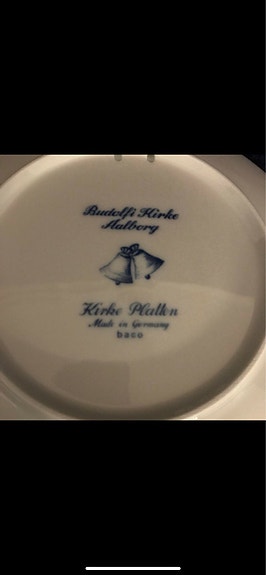 Budolfi Kirke
Aalborg
Kirke Platten
Made in Germany
baco